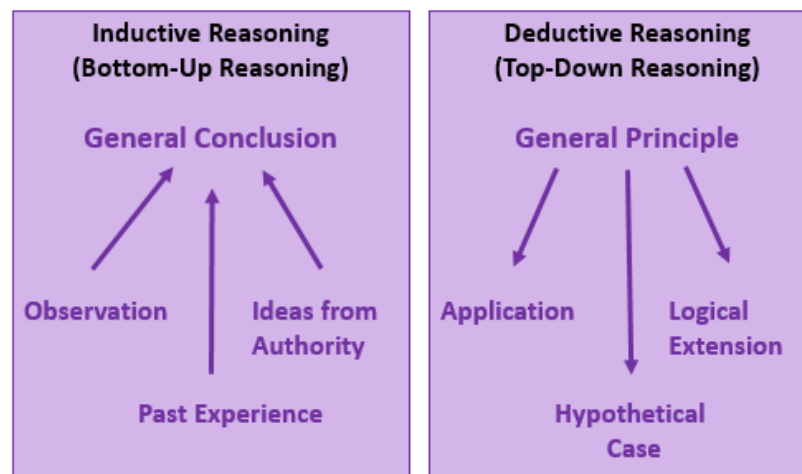 Inductive Reasoning
(Bottom-Up Reasoning)
General Conclusion
Observation
Ideas from
Authority
Past Experience
Deductive Reasoning
(Top-Down Reasoning)
General Principle
Application
Logical
Extension
Hypothetical
Case